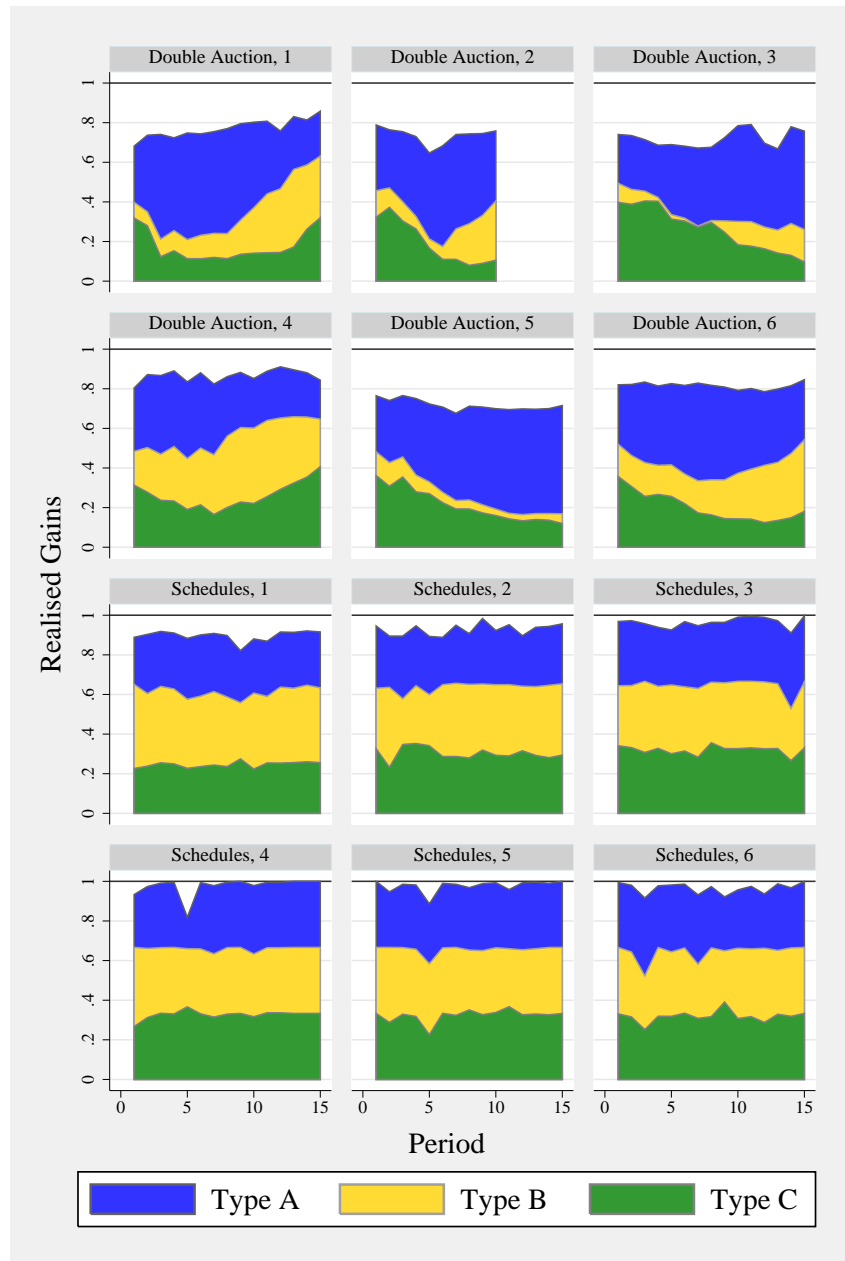 Double Auction, 1
Double Auction, 2
Double Auction, 3
1
.8
.6
.4
.2
0
Double Auction, 4
Double Auction, 5
Double Auction, 6
1
.8
.6
.4
.2
0
Realised Gains
Schedules, 1
Schedules, 2
Schedules, 3
1
.8
.6
.4
.2
0
Schedules, 4
Schedules, 5
Schedules, 6
1
.8
.6
.4
.2
0
0 5 10 15 0 5 10 15 0 5 10 15
Period
Type A Type B Type C